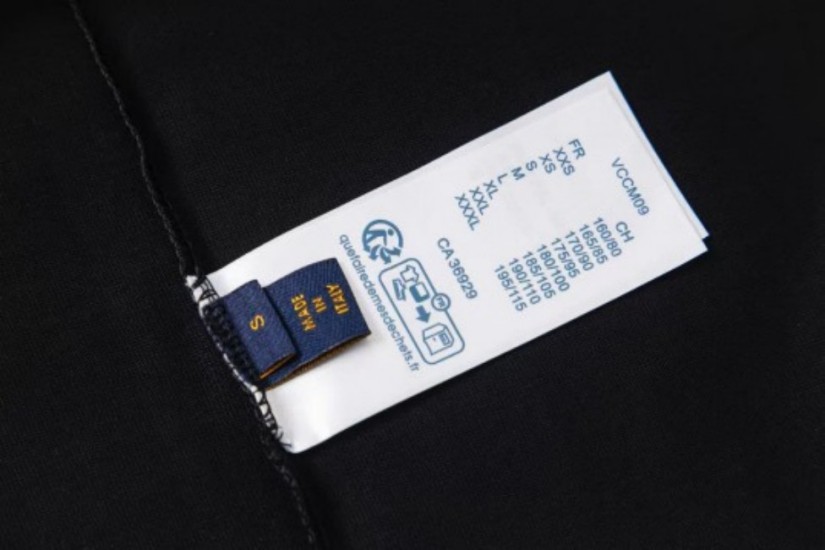 VCCM09
FR CH
XXS 160/80
XS 165/85
S 170/90
M 175/95
L 180/100
XL 185/105
XXL 190/110
XXXL 195/115
CA 36929
FR
quefairedemesdechets.fr
MADE
IN
ITALY
S